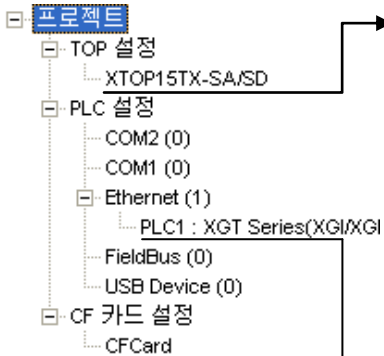 프로젝트
TOP 설정
XTOP15TX-SA/SD
PLC 설정
COM2 (0)
COM1 (0)
Ethernet (1)
PLC1 : XGT Series(XGI/XGI
FieldBus (0)
USB Device (0)
CF 카드 설정
CFCard